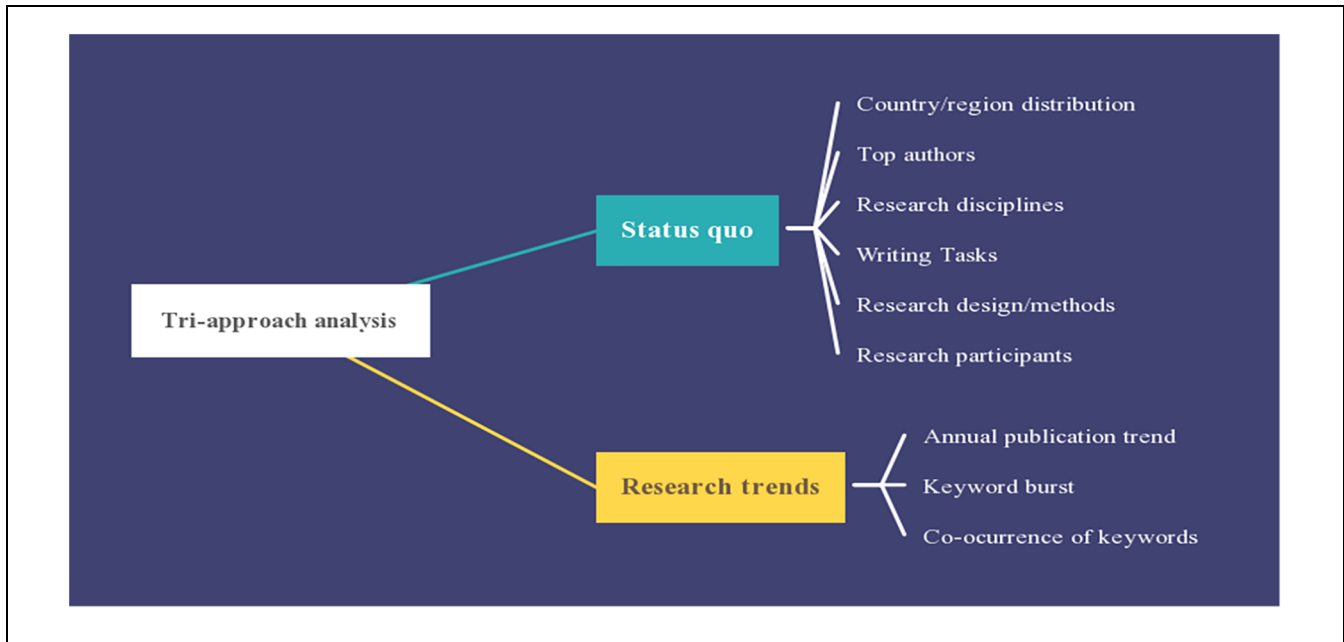 Tri-approach analysis
Status quo
Country/region distribution
Top authors
Research disciplines
Writing Tasks
Research design/methods
Research participants
Research trends
Annual publication trend
Keyword burst
Co-ocurrence of keywords